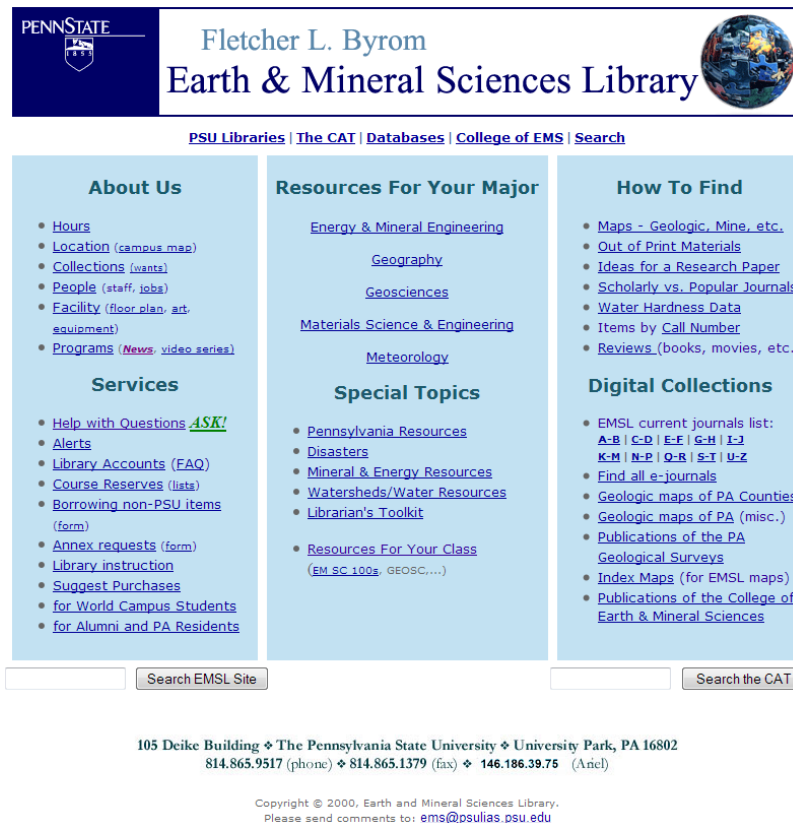 PENNSTATE
1855
Fletcher L. Byrom
Earth & Mineral Sciences Library
PSU Libraries | The CAT | Databases | College of EMS | Search
About Us
Hours
Location (campus map)
Collections (wants)
People (staff, jobs)
Facility (floor plan, art,
equipment)
Programs (News, video series)
Services
Help with Questions ASK!
Alerts
Library Accounts (FAQ)
Course Reserves (lists)
Borrowing non-PSU items
(form)
Annex requests (form)
Library instruction
Suggest Purchases
for World Campus Students
for Alumni and PA Residents
Resources For Your Major
Energy & Mineral Engineering
Geography
Geosciences
Materials Science & Engineering
Meteorology
Special Topics
Pennsylvania Resources
Disasters
Mineral & Energy Resources
Watersheds/Water Resources
Librarian's Toolkit
Resources For Your Class
(EM SC 100s, GEOSC,...)
How To Find
Maps - Geologic, Mine, etc.
Out of Print Materials
Ideas for a Research Paper
Scholarly vs. Popular Journals
Water Hardness Data
Items by Call Number
Reviews (books, movies, etc.
Digital Collections
EMSL current journals list:
A-B | C-D | E-F | G-H | I-J
K-M | N-P | Q-R | S-T | U-Z
Find all e-journals
Geologic maps of PA Counties
Geologic maps of PA (misc.)
Publications of the PA
Geological Surveys
Index Maps (for EMSL maps)
Publications of the College of
Earth & Mineral Sciences
Search EMSL Site
Search the CAT
105 Deike Building ❖ The Pennsylvania State University ❖ University Park, PA 16802
814.865.9517 (phone) ❖ 814.865.1379 (fax) ❖ 146.186.39.75 (Ariel)
Copyright © 2000, Earth and Mineral Sciences Library.
Please send comments to: ems@psulias.psu.edu